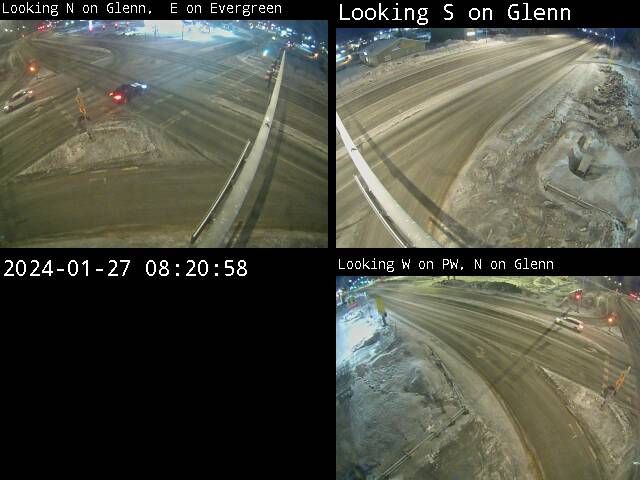 Looking N on Glenn,  E on Evergreen
Looking S on Glenn
2024-01-27 08:20:58
Looking W on PW, N on Glenn